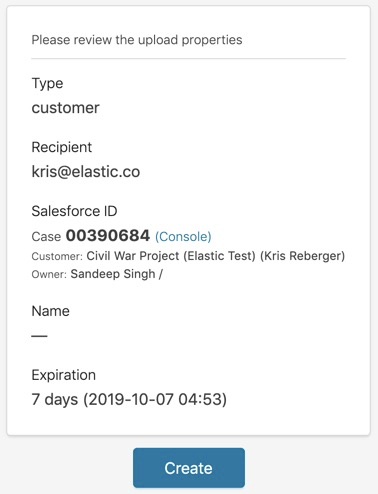 Please review the upload properties
Type
customer
Recipient
kris@elastic.co
Salesforce ID
Case 00390684 (Console)
Customer: Civil War Project (Elastic Test) (Kris Reberger)
Owner: Sandeep Singh /
Name
—
Expiration
7 days (2019-10-07 04:53)
Create